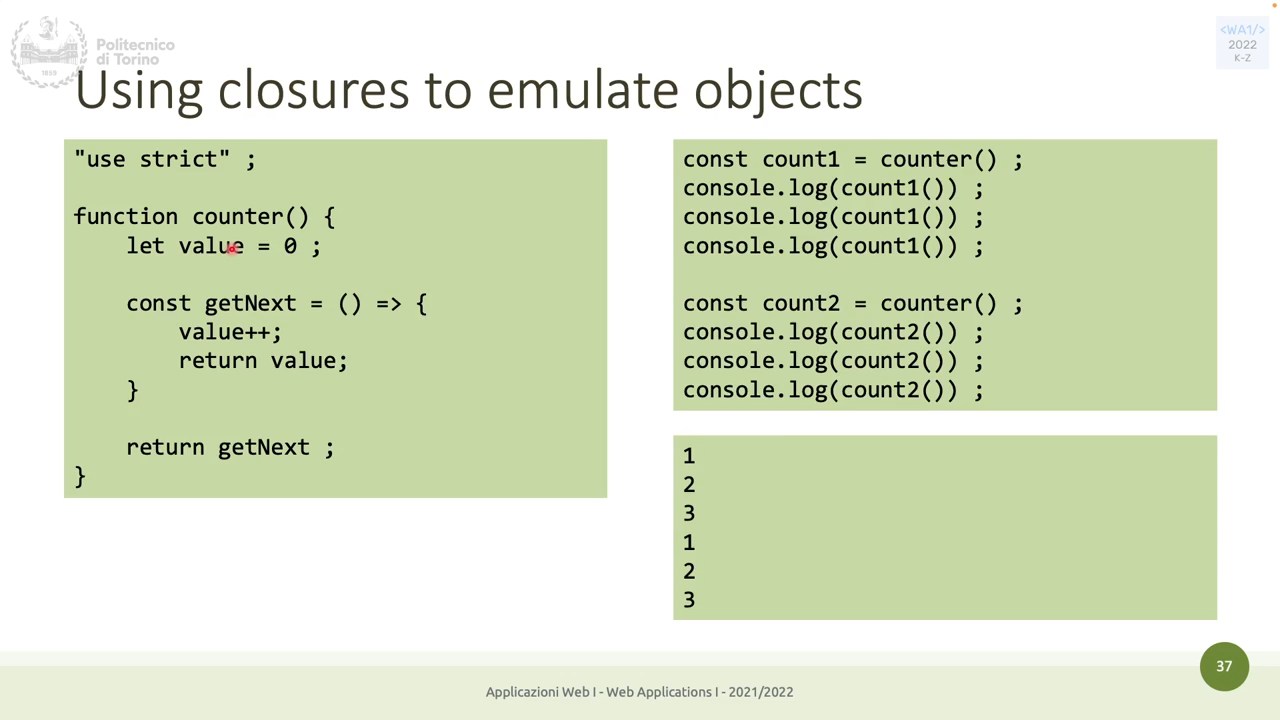 Politecnico
di Torino
1859
<WA1/>
2022
K-Z
Using closures to emulate objects
"use strict" ;
function counter() {
let value = 0 ;
const getNext = () => {
value++;
return value;
}
return getNext ;
}
const count1 = counter() ;
console.log(count1()) ;
console.log(count1()) ;
console.log(count1()) ;
const count2 = counter() ;
console.log(count2()) ;
console.log(count2()) ;
console.log(count2()) ;
1
2
3
1
2
3
37
Applicazioni Web I - Web Applications I - 2021/2022